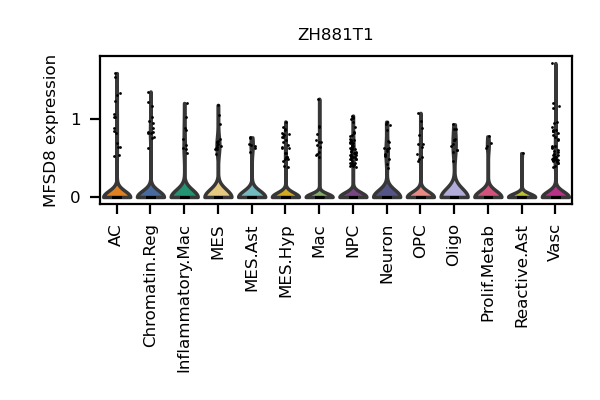 ZH881T1
MFSD8 expression
1
0
AC
Chromatin.Reg
Inflammatory.Mac
MES
MES.Ast
MES.Hyp
Mac
NPC
Neuron
OPC
Oligo
Prolif.Metab
Reactive.Ast
Vasc